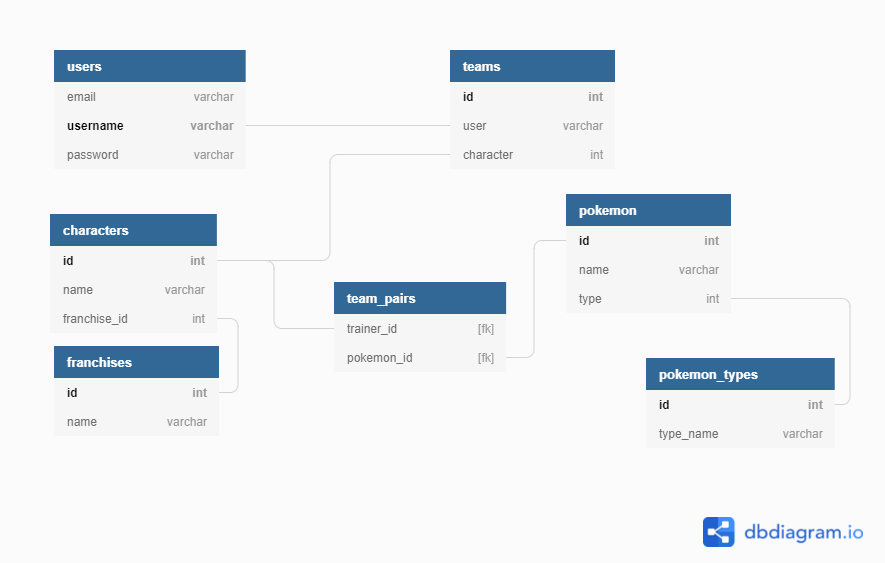 users
email varchar
username varchar
password varchar
teams
id int
user varchar
character int
characters
id int
name varchar
franchise_id int
pokemon
id int
name varchar
type int
team_pairs
trainer_id [fk]
pokemon_id [fk]
franchises
id int
name varchar
pokemon_types
id int
type_name varchar
dbdiagram.io